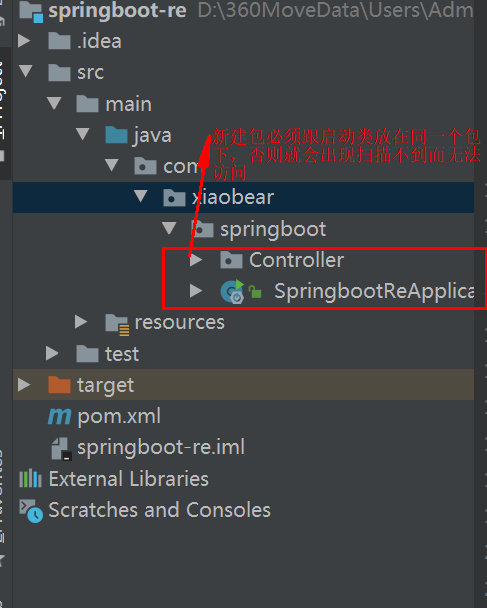 springboot-re D:\360MoveData\Users\Adm
.idea
src
main
java
com
xiaobear
springboot
Controller
SpringbootReApplica
resources
test
target
pom.xml
springboot-re.iml
External Libraries
Scratches and Consoles
新建包必须跟启动类放在同一个包
下，否则就会出现扫描不到而无法
访问